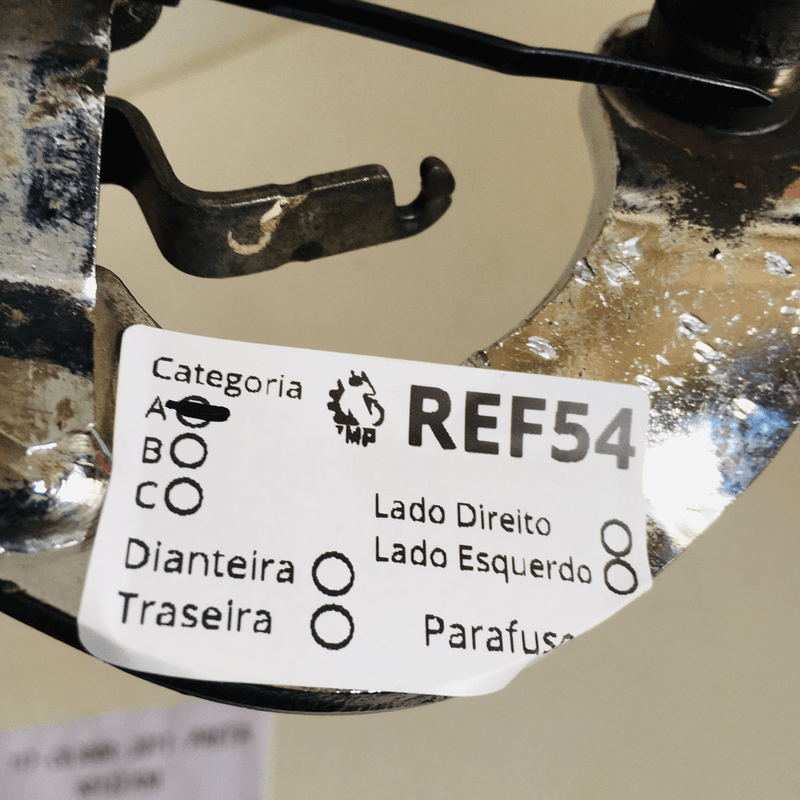 Categoria
A
B
C
TMP
REF54
Lado Direito
Lado Esquerdo
Dianteira
Traseira